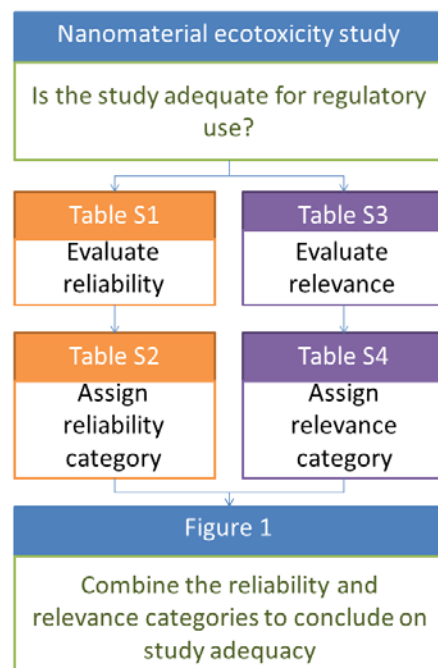 Nanomaterial ecotoxicity study
Is the study adequate for regulatory
use?
Table S1
Evaluate
reliability
Table S3
Evaluate
relevance
Table S2
Assign
reliability
category
Table S4
Assign
relevance
category
Figure 1
Combine the reliability and
relevance categories to conclude on
study adequacy